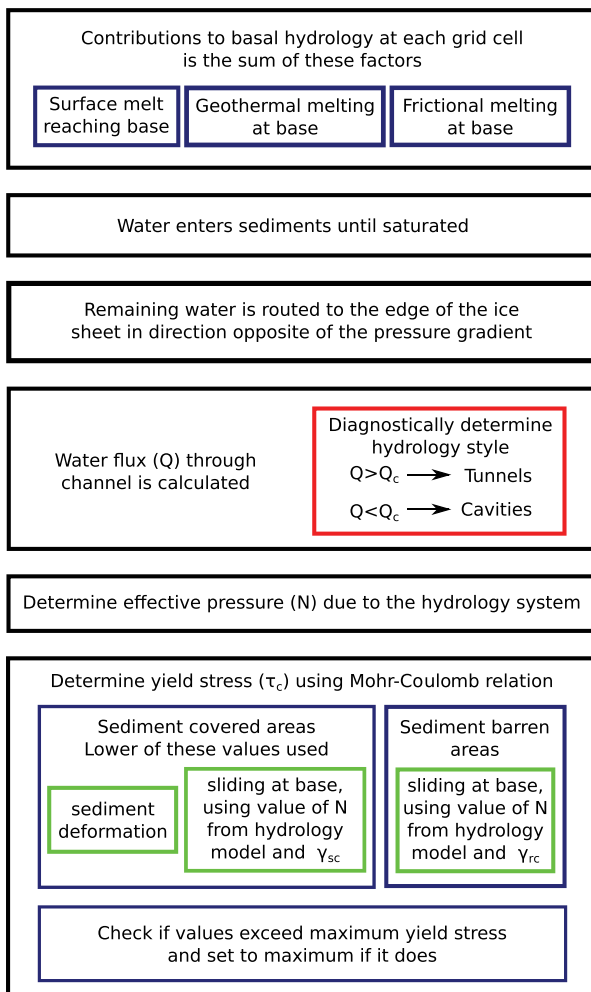 Contributions to basal hydrology at each grid cell
is the sum of these factors
Surface melt
reaching base
Geothermal melting
at base
Frictional melting
at base
Water enters sediments until saturated
Remaining water is routed to the edge of the ice
sheet in direction opposite of the pressure gradient
Water flux (Q) through
channel is calculated
Diagnostically determine
hydrology style
Q>Qc → Tunnels
Q<Qc → Cavities
Determine effective pressure (N) due to the hydrology system
Determine yield stress (τc) using Mohr-Coulomb relation
Sediment covered areas
Lower of these values used
sediment
deformation
sliding at base,
using value of N
from hydrology
model and γsc
Sediment barren
areas
sliding at base,
using value of N
from hydrology
model and γrc
Check if values exceed maximum yield stress
and set to maximum if it does